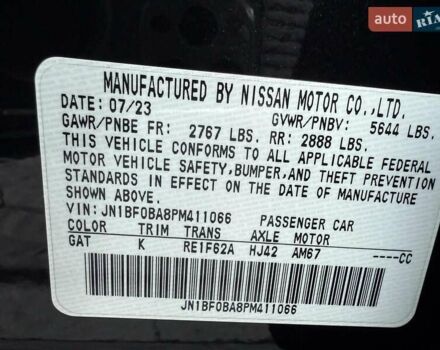 auto RIA
MANUFACTURED BY NISSAN MOTOR CO.,LTD.
DATE: 07/23 GVWR/PNBV: 5644 LBS.
GAWR/PNBE FR: 2767 LBS. RR: 2888 LBS.
THIS VEHICLE CONFORMS TO ALL APPLICABLE FEDERAL
MOTOR VEHICLE SAFETY, BUMPER, AND THEFT PREVENTION
STANDARDS IN EFFECT ON THE DATE OF MANUFACTURE
SHOWN ABOVE.
VIN: JN1BF0BA8PM411066 PASSENGER CAR
COLOR TRIM TRANS AXLE MOTOR
GAT K RE1F62A HJ42 AM67 ----CC
JN1BF0BA8PM411066